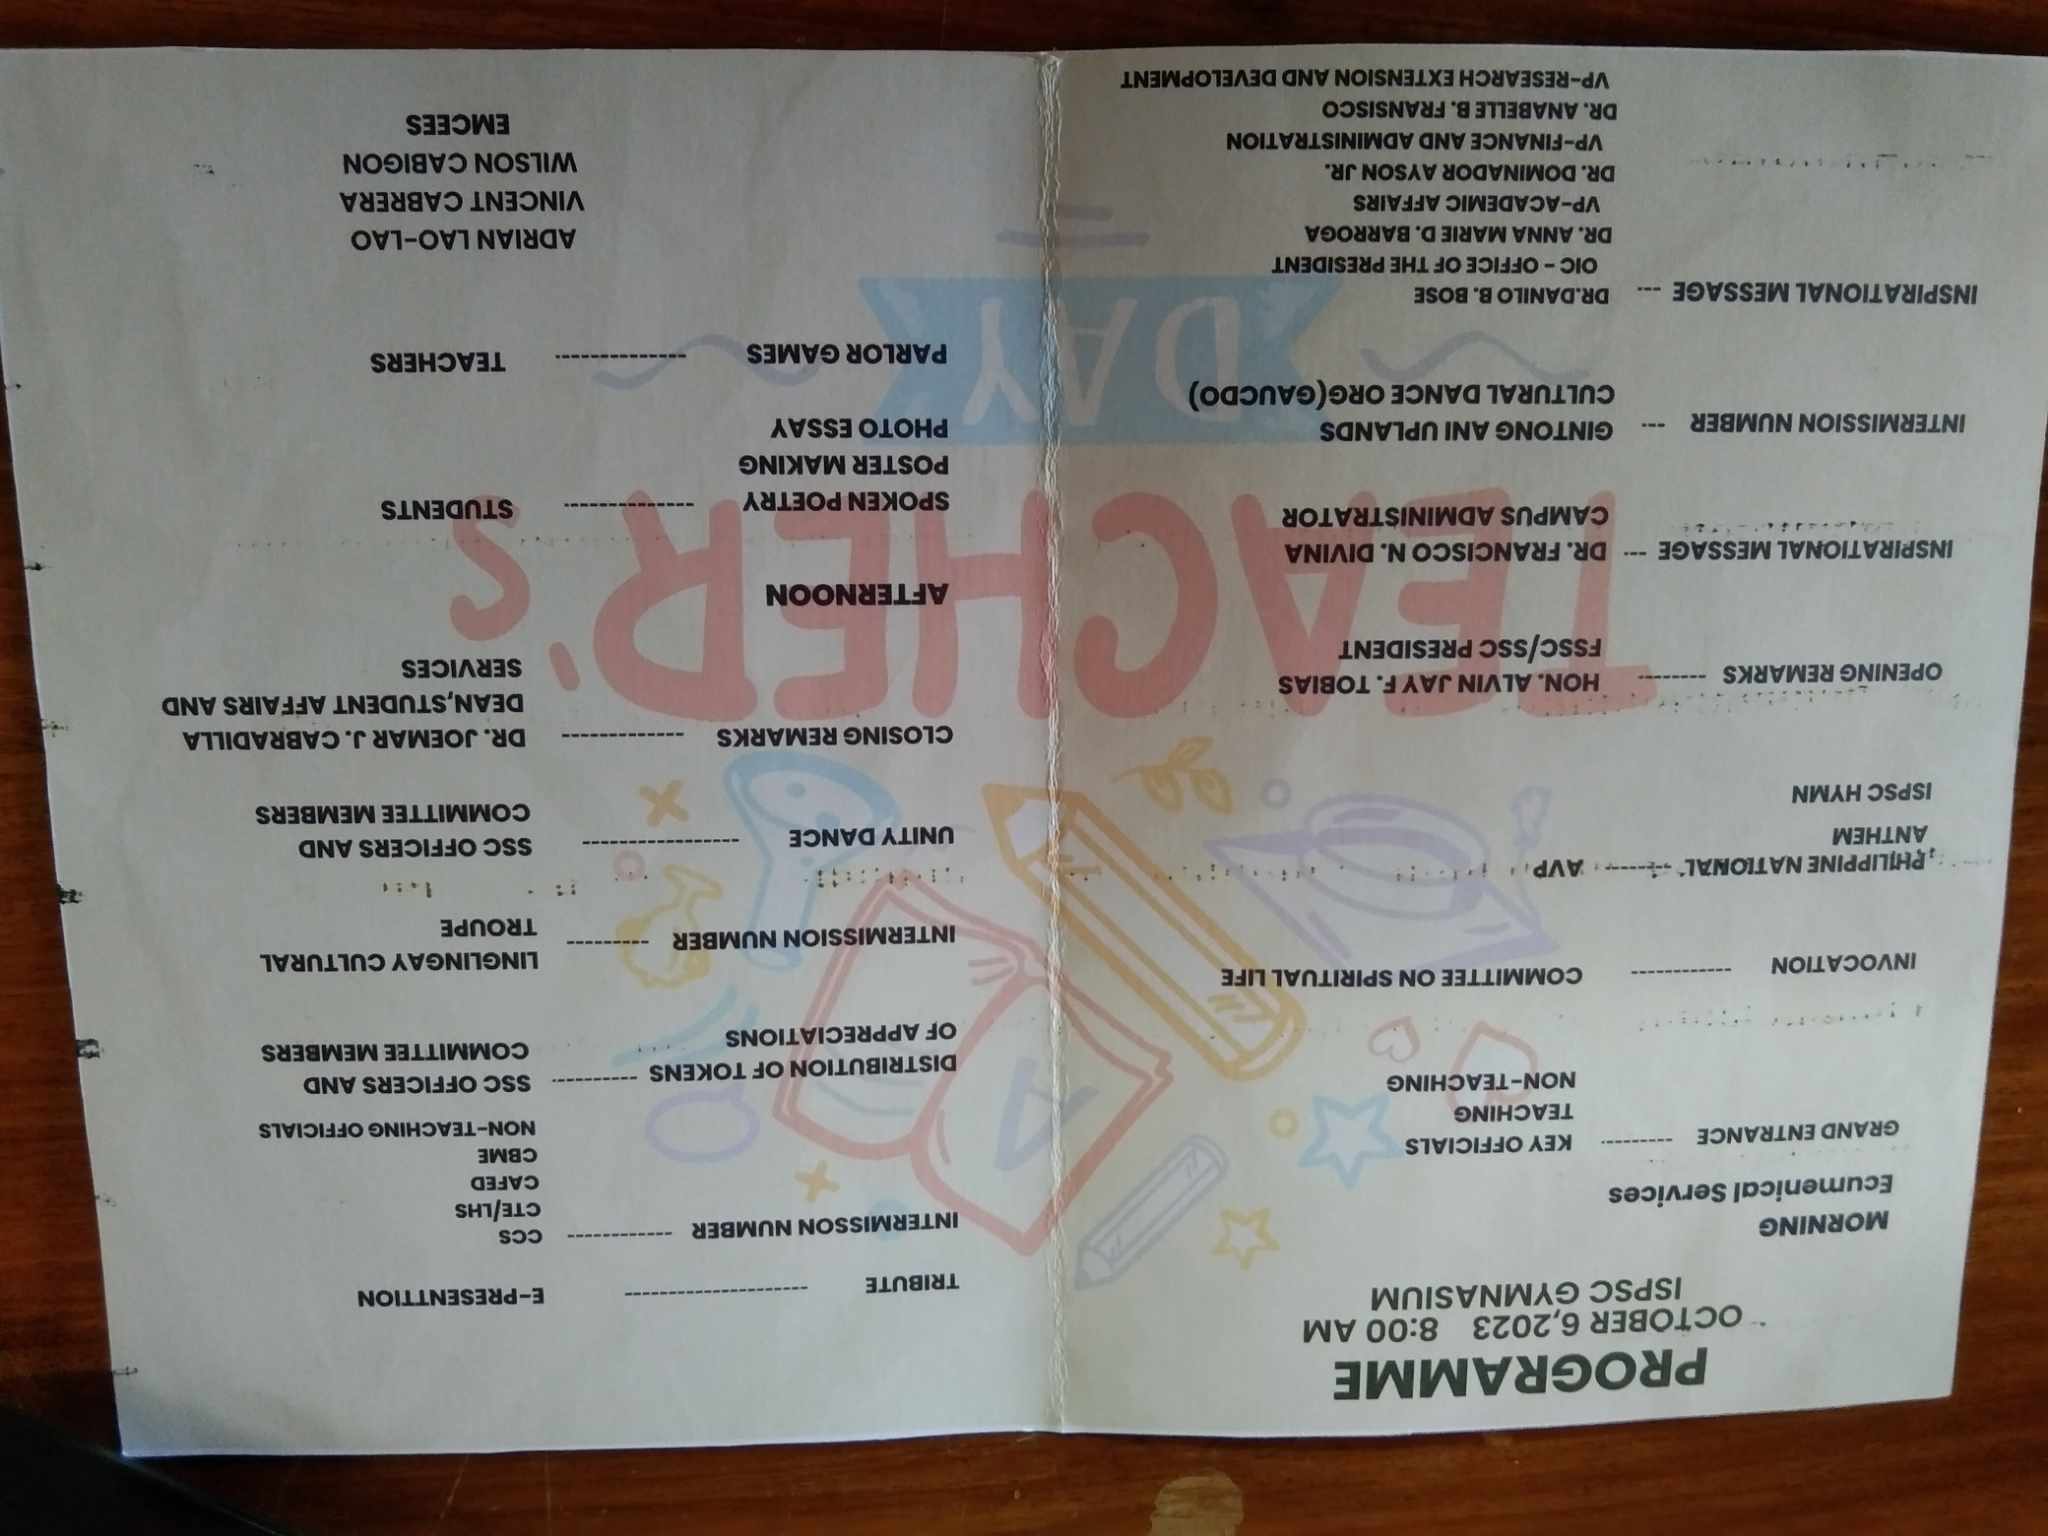 PROGRAMME
OCTOBER 6,2023 8:00 AM
ISPSC GYMNASIUM
MORNING
Ecumenical Services
GRAND ENTRANCE --------- KEY OFFICIALS
TEACHING
NON-TEACHING
INVOCATION ------------ COMMITTEE ON SPIRITUAL LIFE
PHILIPPINE NATIONAL -------- AVP
ANTHEM
ISPSC HYMN
OPENING REMARKS -------- HON. ALVIN JAY F. TOBIAS
FSSC/SSC PRESIDENT
INSPIRATIONAL MESSAGE --- DR. FRANCISCO N. DIVINA
CAMPUS ADMINISTRATOR
INTERMISSION NUMBER --- GINTONG ANI UPLANDS
CULTURAL DANCE ORG(GAUCDO)
INSPIRATIONAL MESSAGE --- DR.DANILO B. BOSE
OIC - OFFICE OF THE PRESIDENT
DR. ANNA MARIE D. BARROGA
VP-ACADEMIC AFFAIRS
DR. DOMINADOR AYSON JR.
VP-FINANCE AND ADMINISTRATION
DR. ANABELLE B. FRANSISCO
VP-RESEARCH EXTENSION AND DEVELOPMENT
TRIBUTE ---------------------- E-PRESENTTION
INTERMISSON NUMBER ------------ CCS
CTE/LHS
CAFED
CBME
NON-TEACHING OFFICIALS
DISTRIBUTION OF TOKENS ---------- SSC OFFICERS AND
OF APPRECIATIONS COMMITTEE MEMBERS
INTERMISSION NUMBER --------- LINGLINGAY CULTURAL
TROUPE
UNITY DANCE ----------------- SSC OFFICERS AND
COMMITTEE MEMBERS
CLOSING REMARKS ------------- DR. JOEMAR J. CABRADILLA
DEAN,STUDENT AFFAIRS AND
SERVICES
AFTERNOON
SPOKEN POETRY ------------- STUDENTS
POSTER MAKING
PHOTO ESSAY
PARLOR GAMES ------------- TEACHERS
ADRIAN LAO-LAO
VINCENT CABRERA
WILSON CABIGON
EMCEES
A
TEACHER's
DAY